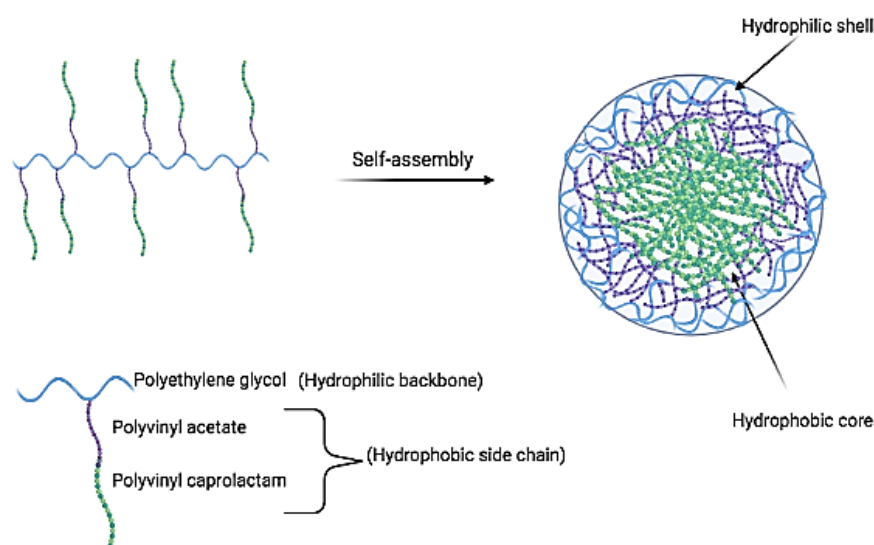 Hydrophilic shell
Self-assembly
Polyethylene glycol (Hydrophilic backbone)
Polyvinyl acetate
(Hydrophobic side chain)
Polyvinyl caprolactam
Hydrophobic core